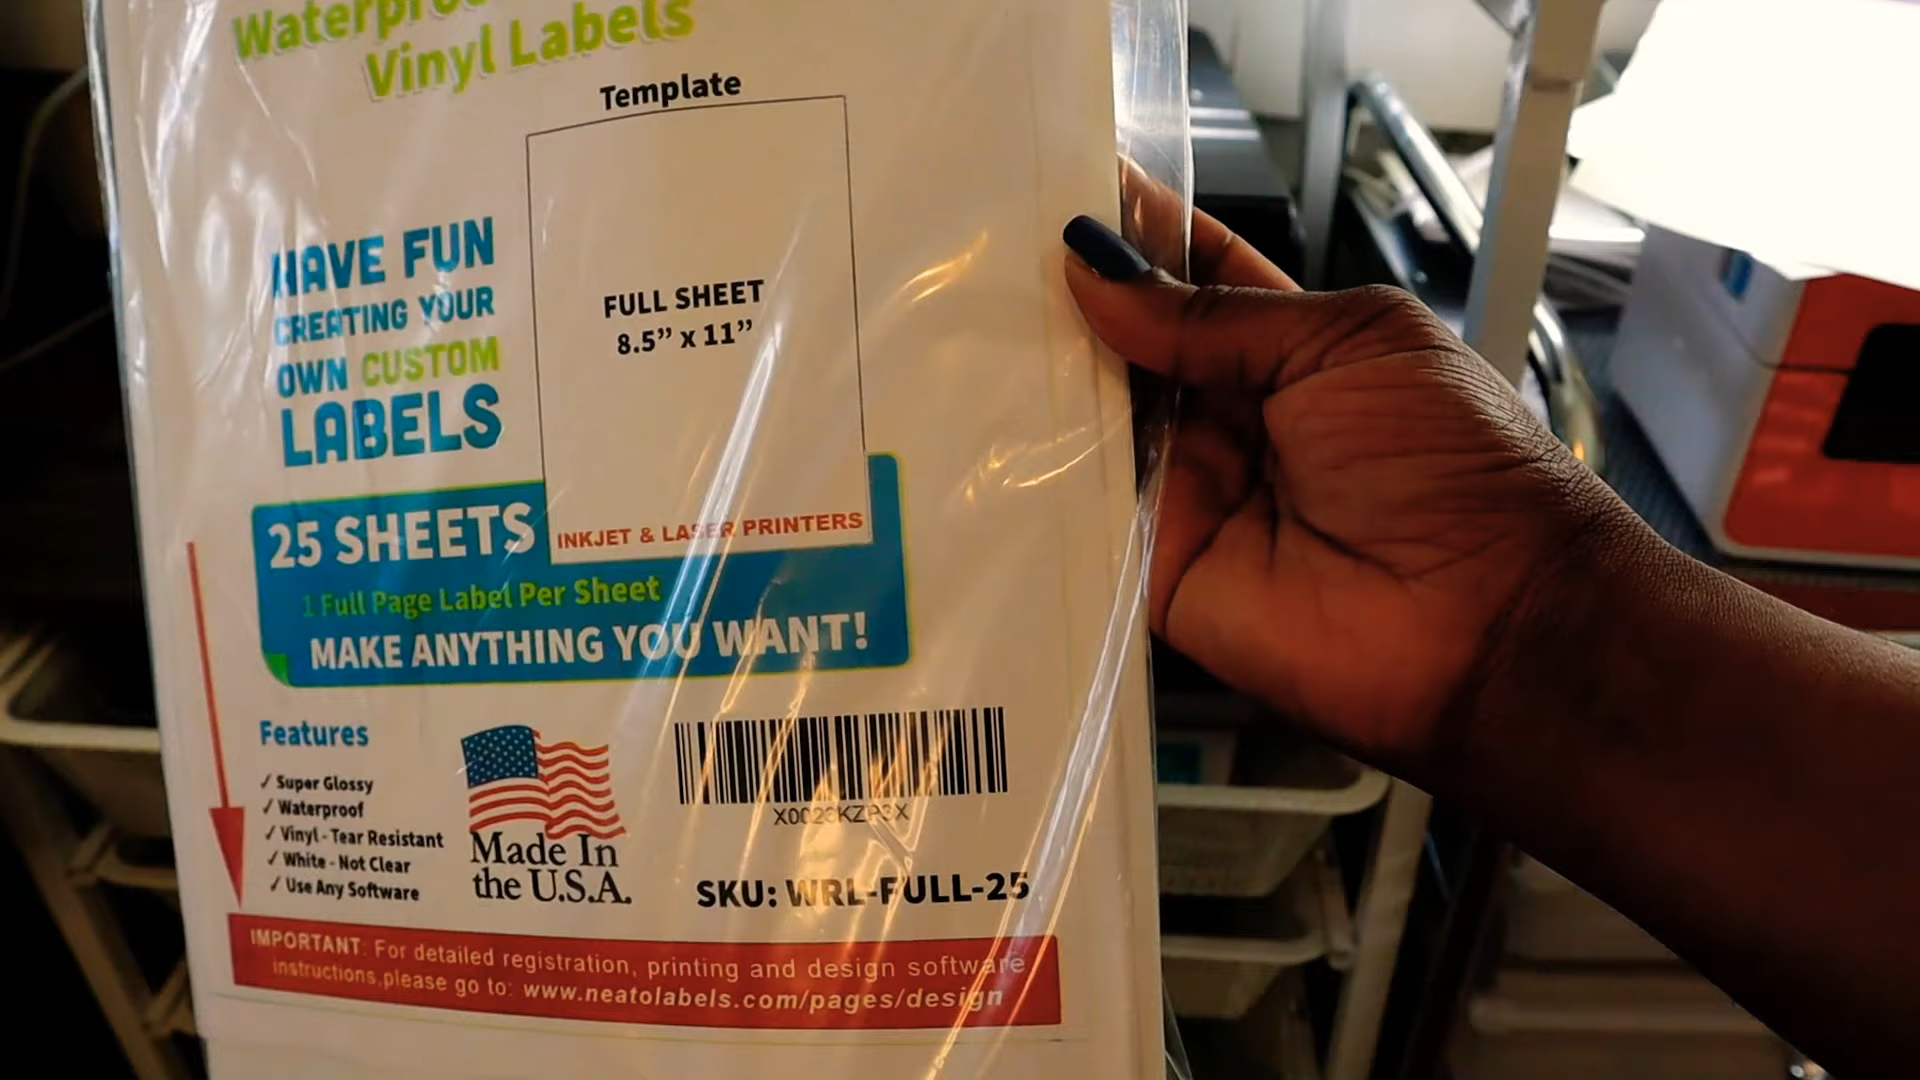 Waterproof
Vinyl Labels
Template
FULL SHEET
8.5” x 11”
HAVE FUN
CREATING YOUR
OWN CUSTOM
LABELS
25 SHEETS
INKJET & LASER PRINTERS
1 Full Page Label Per Sheet
MAKE ANYTHING YOU WANT!
Features
✓ Super Glossy
✓ Waterproof
✓ Vinyl - Tear Resistant
✓ White - Not Clear
✓ Use Any Software
Made In
the U.S.A.
SKU: WRL-FULL-25
IMPORTANT: For detailed registration, printing and design software
instructions,please go to: www.neatolabels.com/pages/design